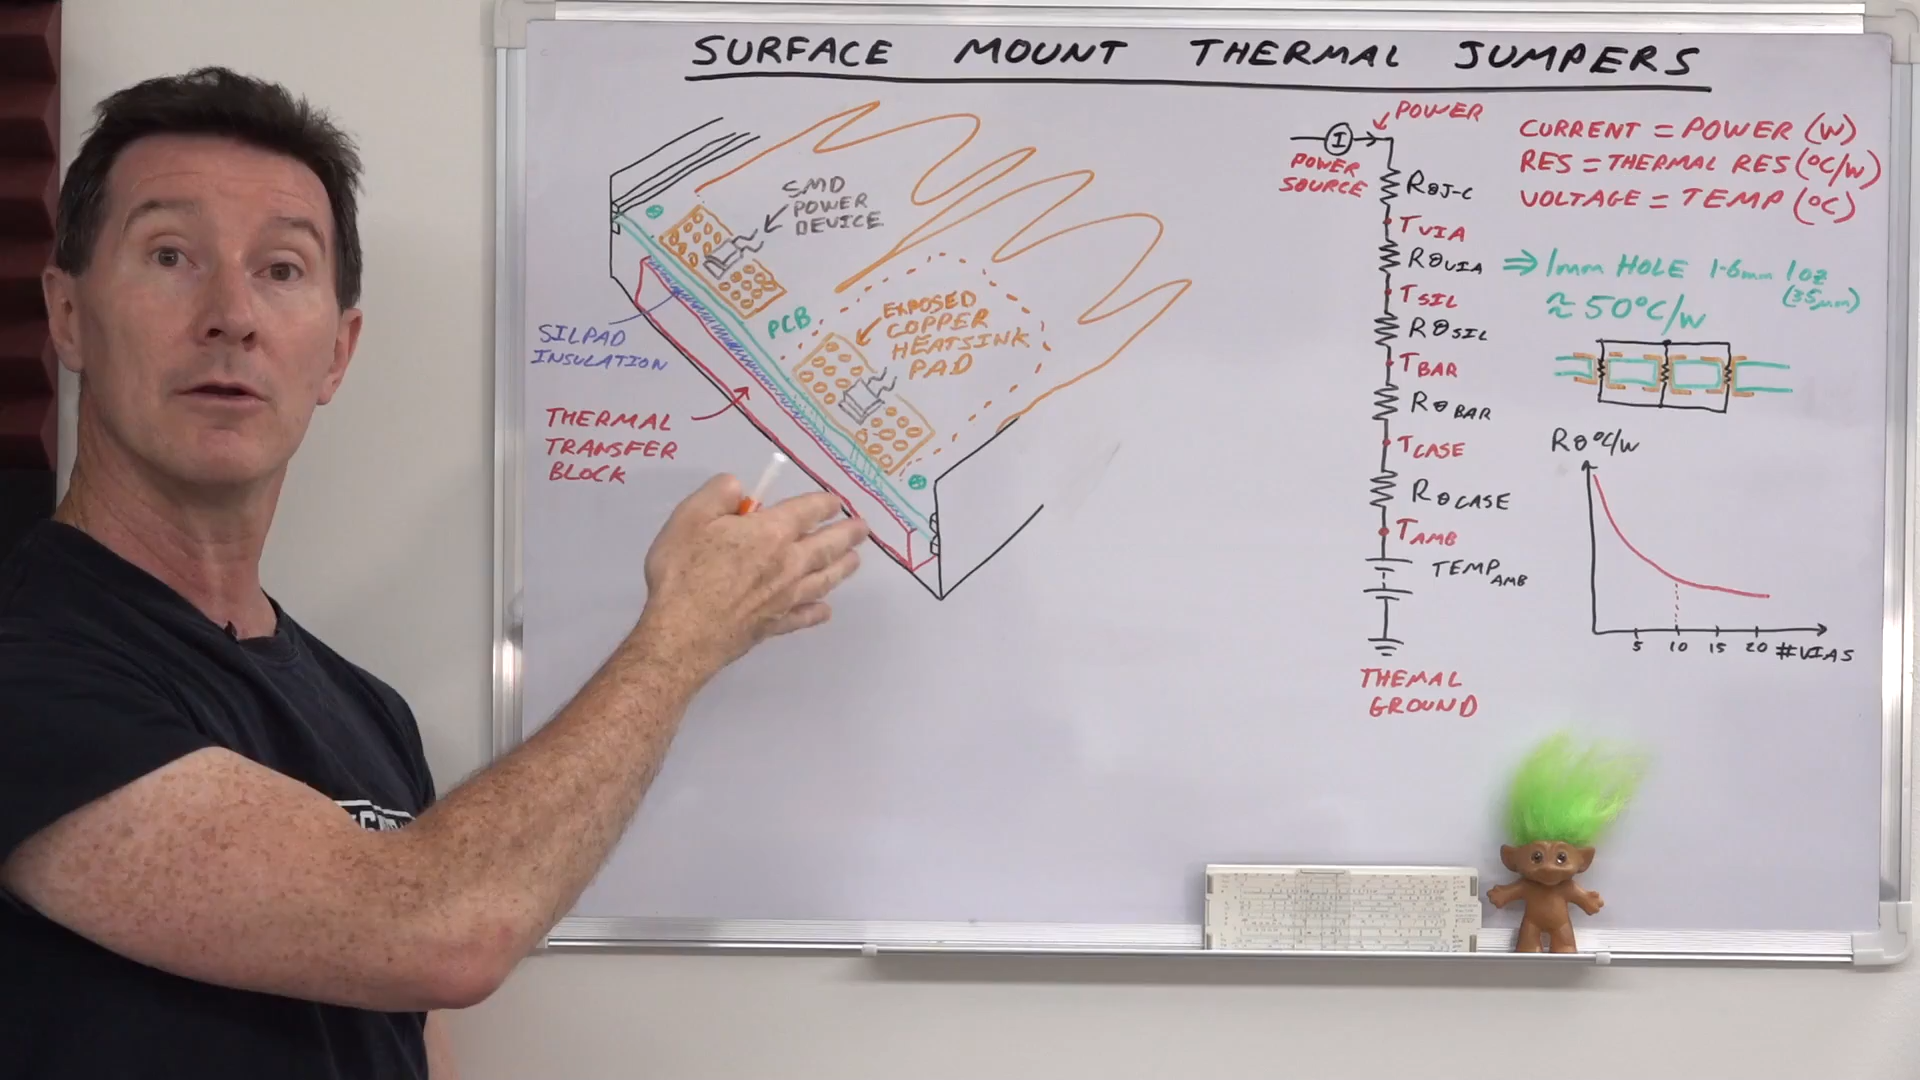 SURFACE MOUNT THERMAL JUMPERS
SMD
POWER
DEVICE
PCB
EXPOSED
COPPER
HEATSINK
PAD
SILPAD
INSULATION
THERMAL
TRANSFER
BLOCK
POWER
I
POWER
SOURCE
RθJ-C
TVIA
RθVIA
TSIL
RθSIL
TBAR
RθBAR
TCASE
RθCASE
TAMB
TEMPAMB
THEMAL
GROUND
CURRENT = POWER (W)
RES = THERMAL RES (°C/W)
VOLTAGE = TEMP (°C)
⇒ 1mm HOLE 1.6mm 1oz
(35μm)
≈ 50°C/W
Rθ °C/W
5 10 15 20 #VIAS